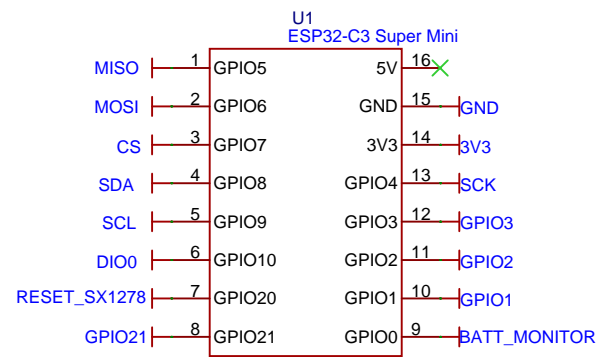 U1
ESP32-C3 Super Mini
MISO 1 GPIO5 5V 16
MOSI 2 GPIO6 GND 15 GND
CS 3 GPIO7 3V3 14 3V3
SDA 4 GPIO8 GPIO4 13 SCK
SCL 5 GPIO9 GPIO3 12 GPIO3
DIO0 6 GPIO10 GPIO2 11 GPIO2
RESET_SX1278 7 GPIO20 GPIO1 10 GPIO1
GPIO21 8 GPIO21 GPIO0 9 BATT_MONITOR